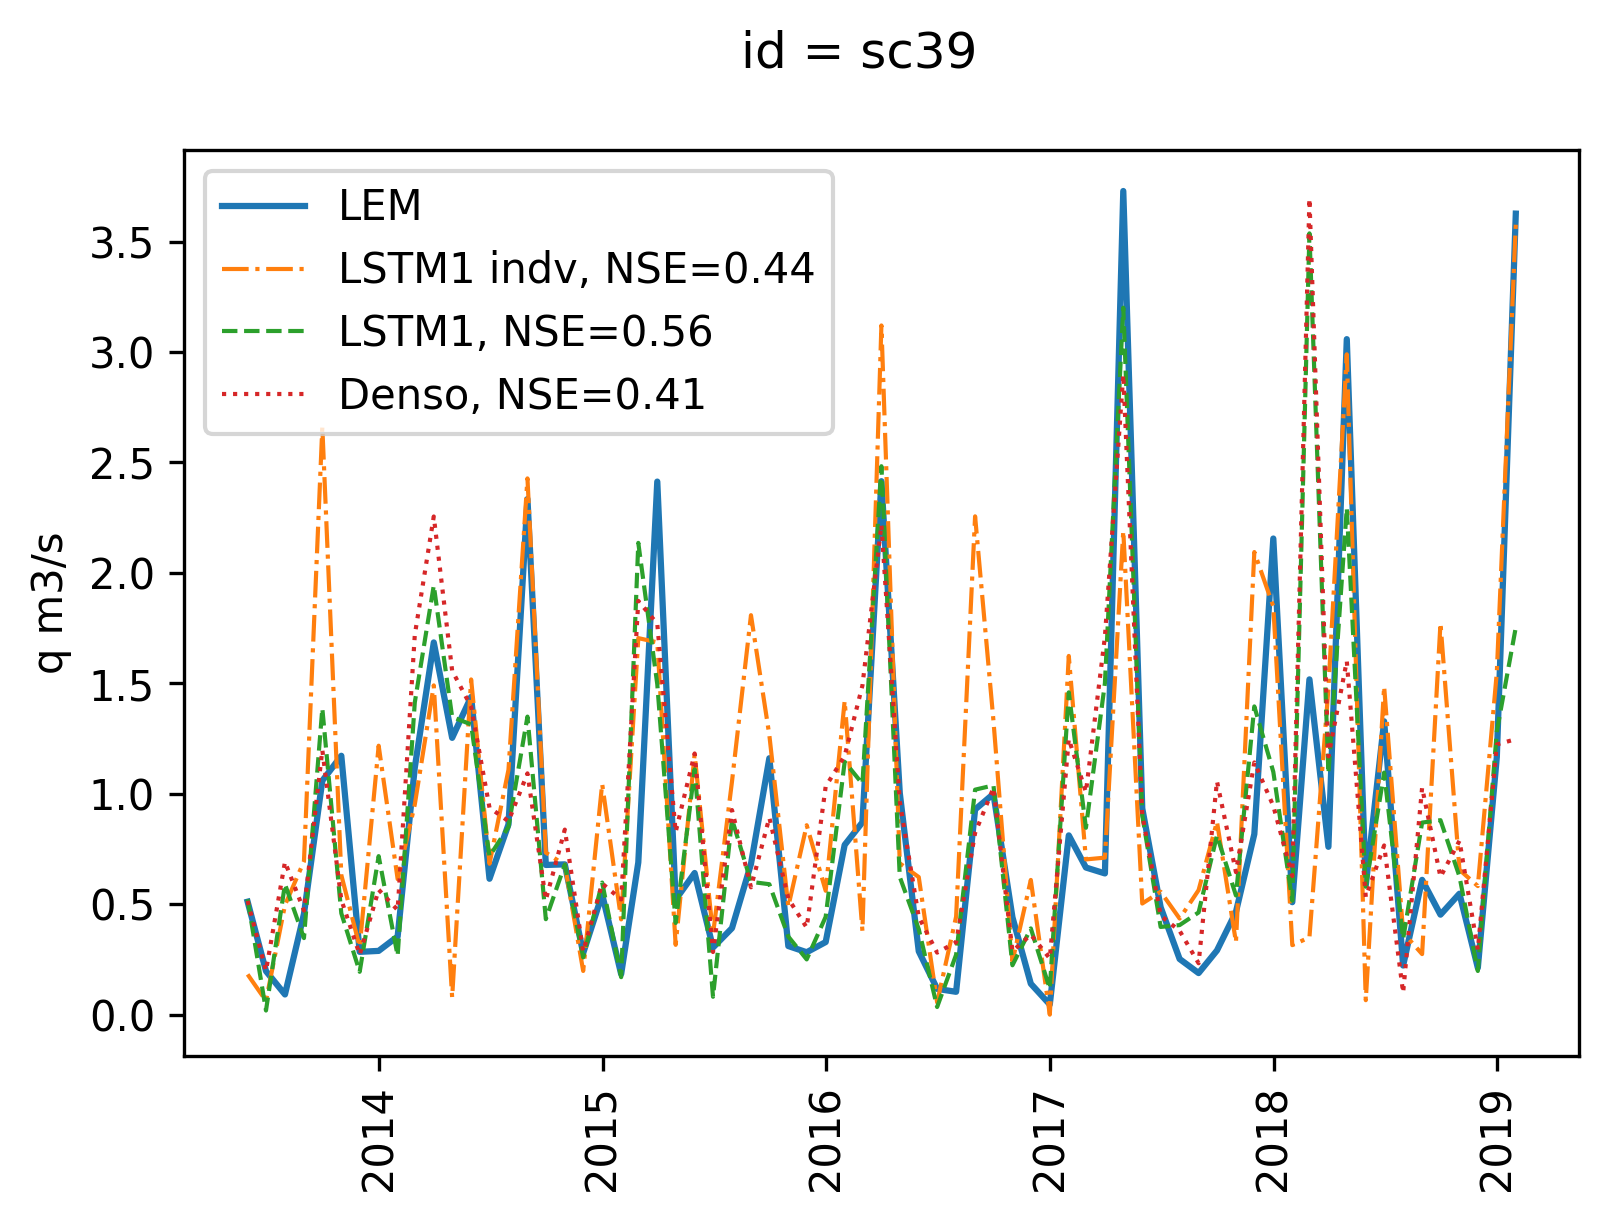 id = sc39
LEM
LSTM1 indv, NSE=0.44
LSTM1, NSE=0.56
Denso, NSE=0.41
q m3/s
3.5
3.0
2.5
2.0
1.5
1.0
0.5
0.0
2014
2015
2016
2017
2018
2019